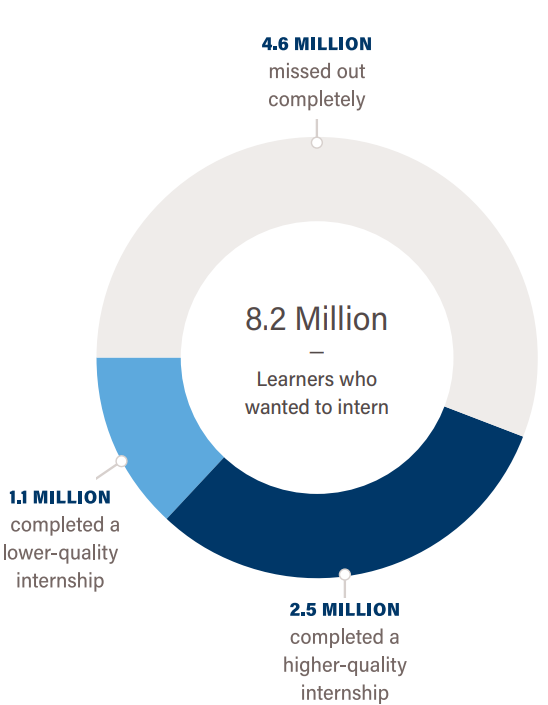 4.6 MILLION
missed out
completely
8.2 Million
–
Learners who
wanted to intern
1.1 MILLION
completed a
lower-quality
internship
2.5 MILLION
completed a
higher-quality
internship